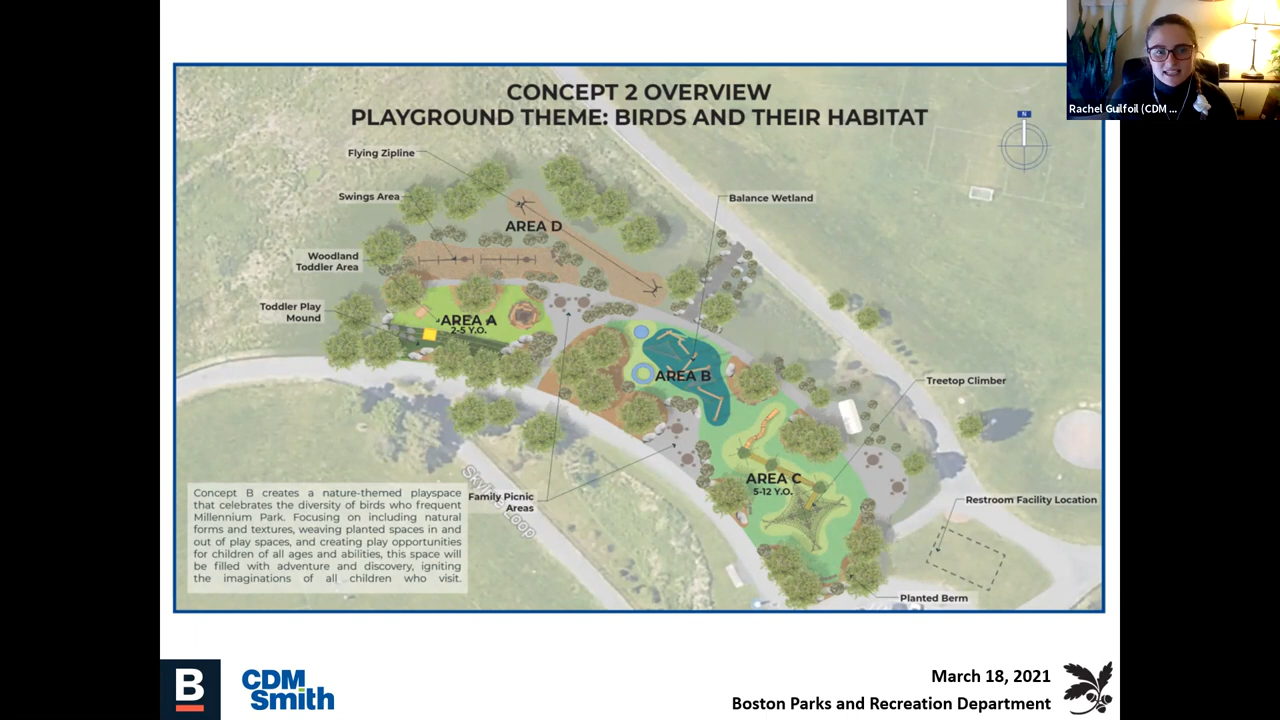 CONCEPT 2 OVERVIEW
PLAYGROUND THEME: BIRDS AND THEIR HABITAT
Rachel Guilfoil (CDM ...
N
Flying Zipline
Swings Area
Balance Wetland
AREA D
Woodland
Toddler Area
Toddler Play
Mound
AREA A
2-5 Y.O.
AREA B
Treetop Climber
AREA C
5-12 Y.O.
Family Picnic
Areas
Skyline Loop
Restroom Facility Location
Planted Berm
Concept B creates a nature-themed playspace
that celebrates the diversity of birds who frequent
Millennium Park. Focusing on including natural
forms and textures, weaving planted spaces in and
out of play spaces, and creating play opportunities
for children of all ages and abilities, this space will
be filled with adventure and discovery, igniting
the imaginations of all children who visit.
B
CDM
Smith
March 18, 2021
Boston Parks and Recreation Department